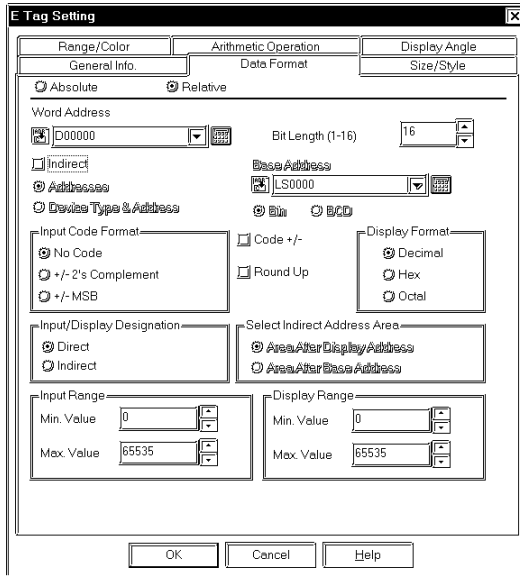 E Tag Setting
Range/Color Arithmetic Operation Display Angle
General Info. Data Format Size/Style
Absolute Relative
Word Address
D00000 Bit Length (1-16) 16
Indirect Base Address
Addresses LS0000
Device Type & Address Bin BCD
Input Code Format Code +/- Display Format
No Code Decimal
+/- 2's Complement Round Up Hex
+/- MSB Octal
Input/Display Designation Select Indirect Address Area
Direct Area After Display Address
Indirect Area After Base Address
Input Range Display Range
Min. Value 0 Min. Value 0
Max. Value 65535 Max. Value 65535
OK Cancel Help